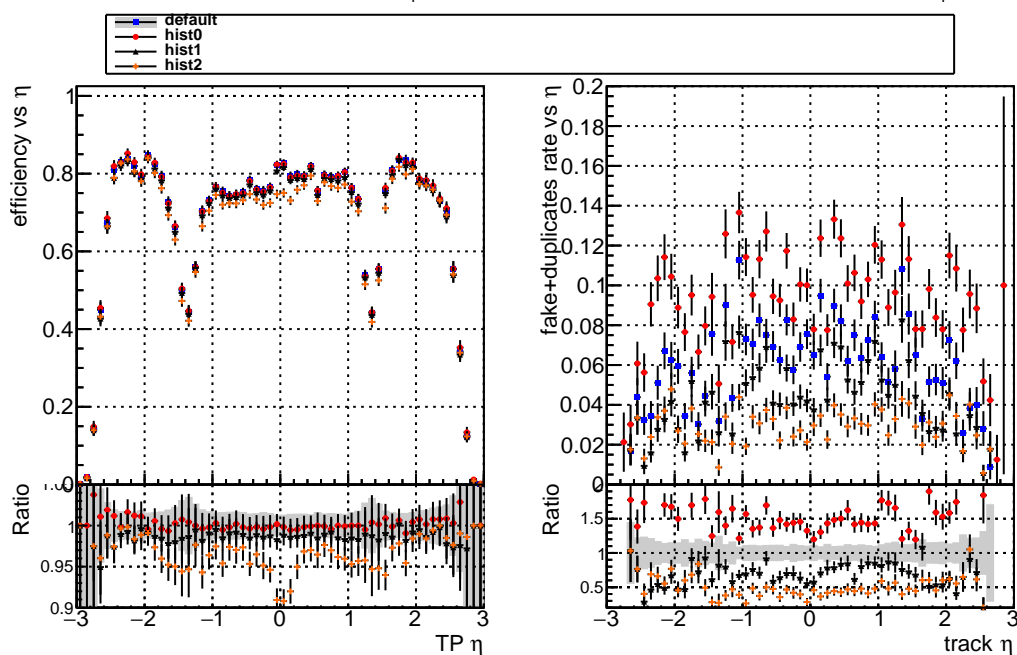 default
hist0
hist1
hist2
efficiency vs η
1
0.8
0.6
0.4
0.2
0
Ratio
1
0.95
0.9
−3 −2 −1 0 1 2 3
TP η
fake+duplicates rate vs η
0.2
0.18
0.16
0.14
0.12
0.1
0.08
0.06
0.04
0.02
0
Ratio
1.5
1
0.5
−3 −2 −1 0 1 2 3
track η